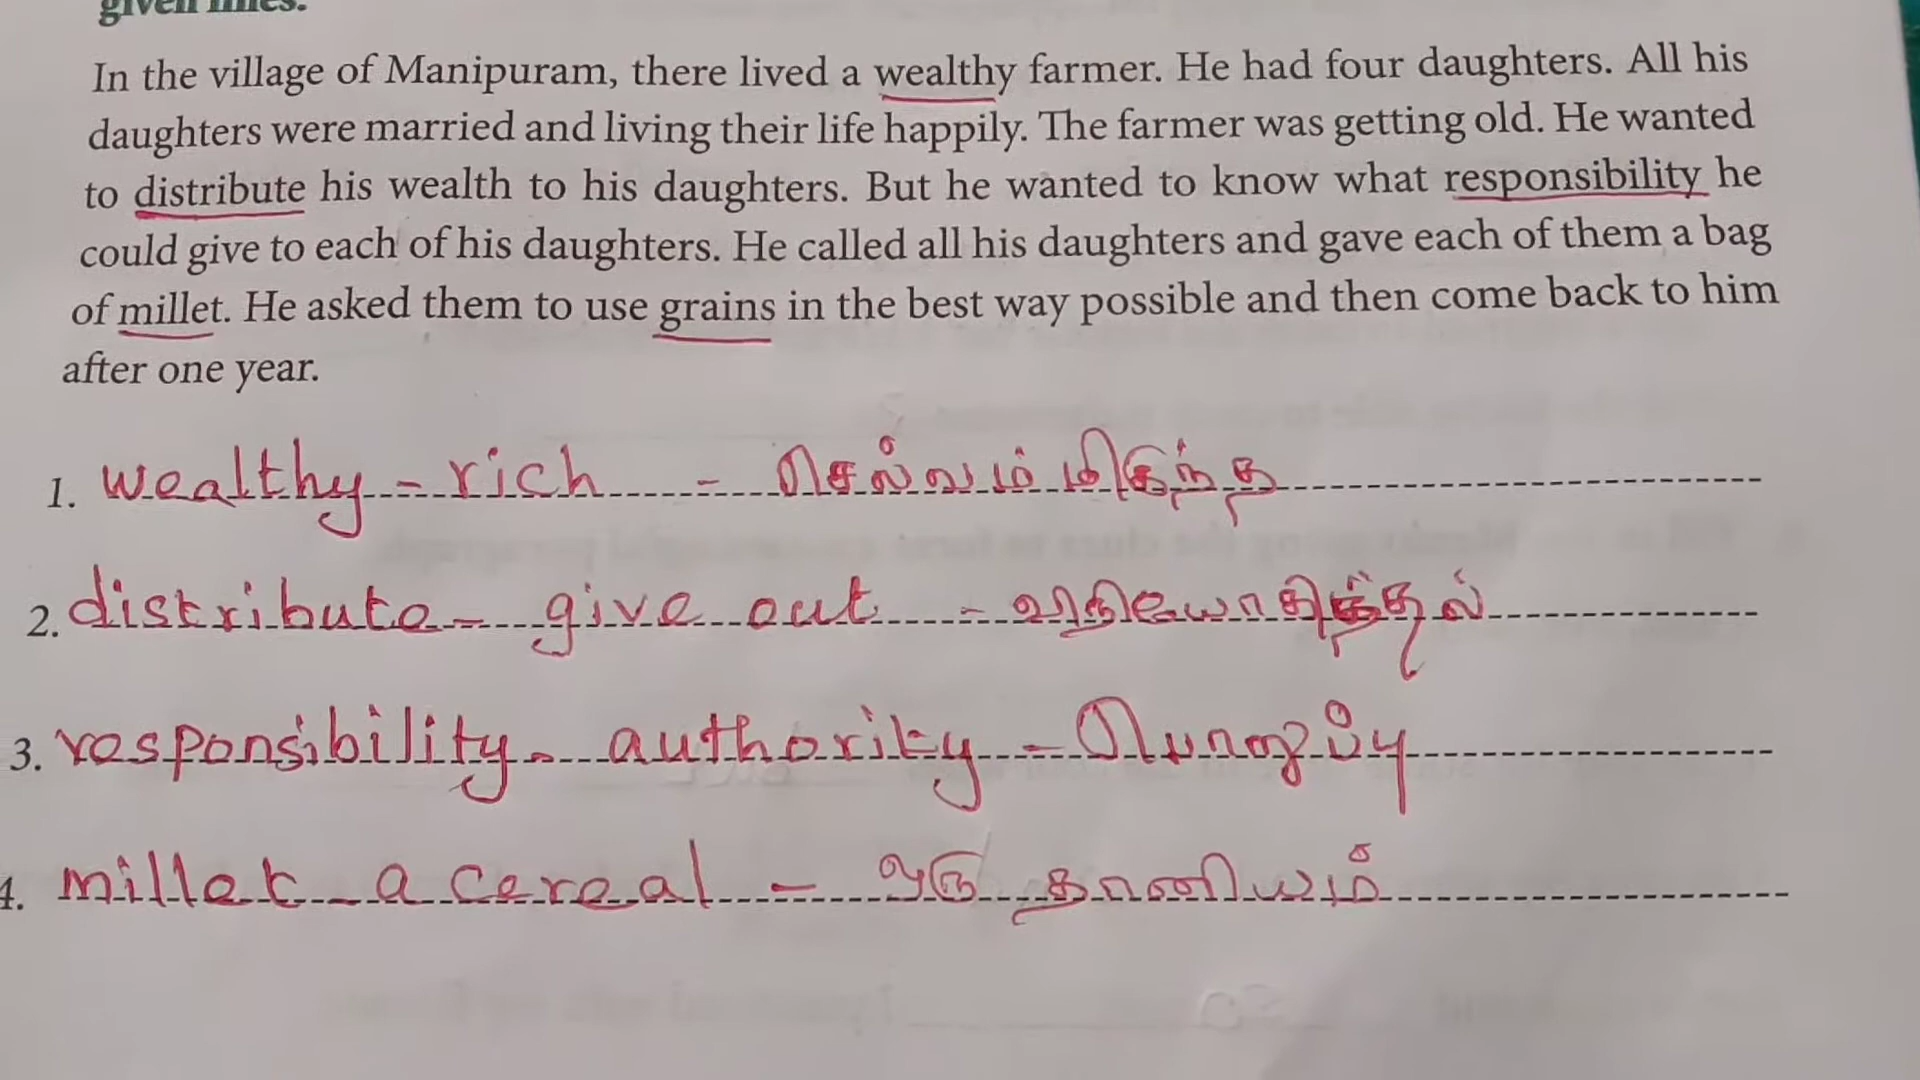 given lines.
In the village of Manipuram, there lived a wealthy farmer. He had four daughters. All his
daughters were married and living their life happily. The farmer was getting old. He wanted
to distribute his wealth to his daughters. But he wanted to know what responsibility he
could give to each of his daughters. He called all his daughters and gave each of them a bag
of millet. He asked them to use grains in the best way possible and then come back to him
after one year.
1. wealthy - rich - செல்வம் மிகுந்த
2. distribute - give out -
3. responsibility - authority - பொறுப்பு
4. millet - a cereal - ஒரு தானியம்